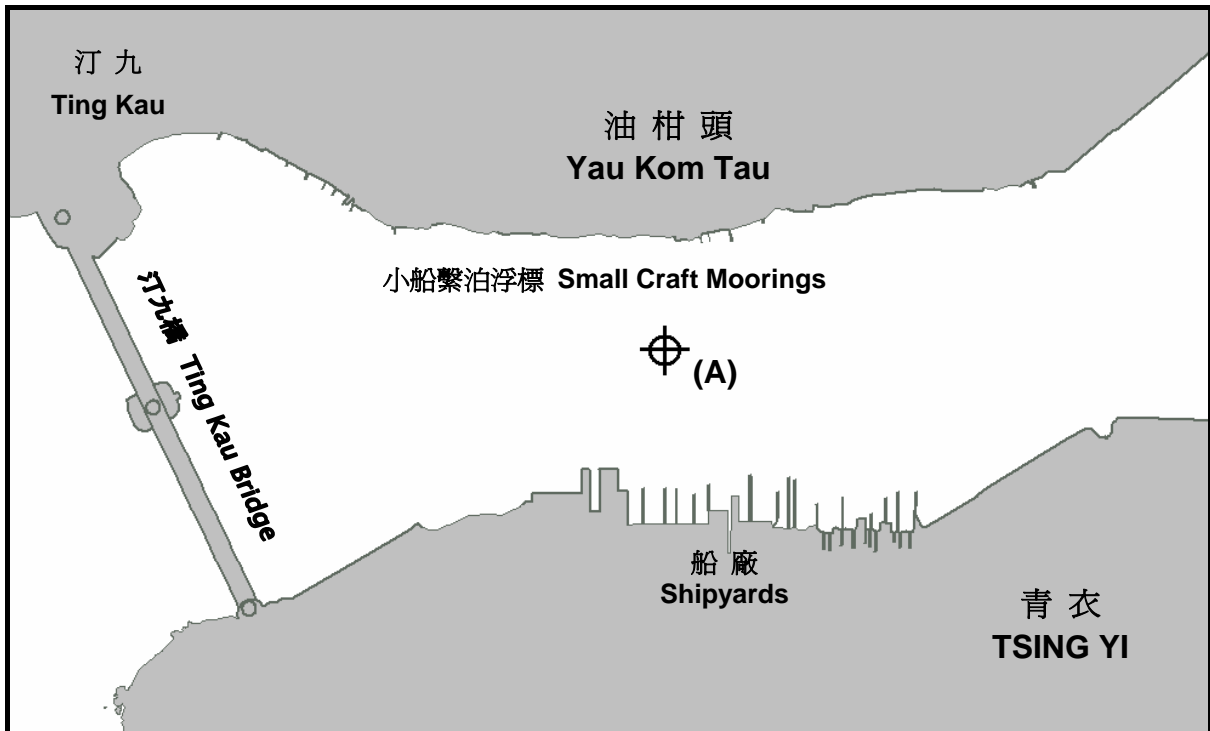 汀九
Ting Kau
油柑頭
Yau Kom Tau
小船繫泊浮標 Small Craft Moorings
汀九橋 Ting Kau Bridge
(A)
船廠
Shipyards
青衣
TSING YI